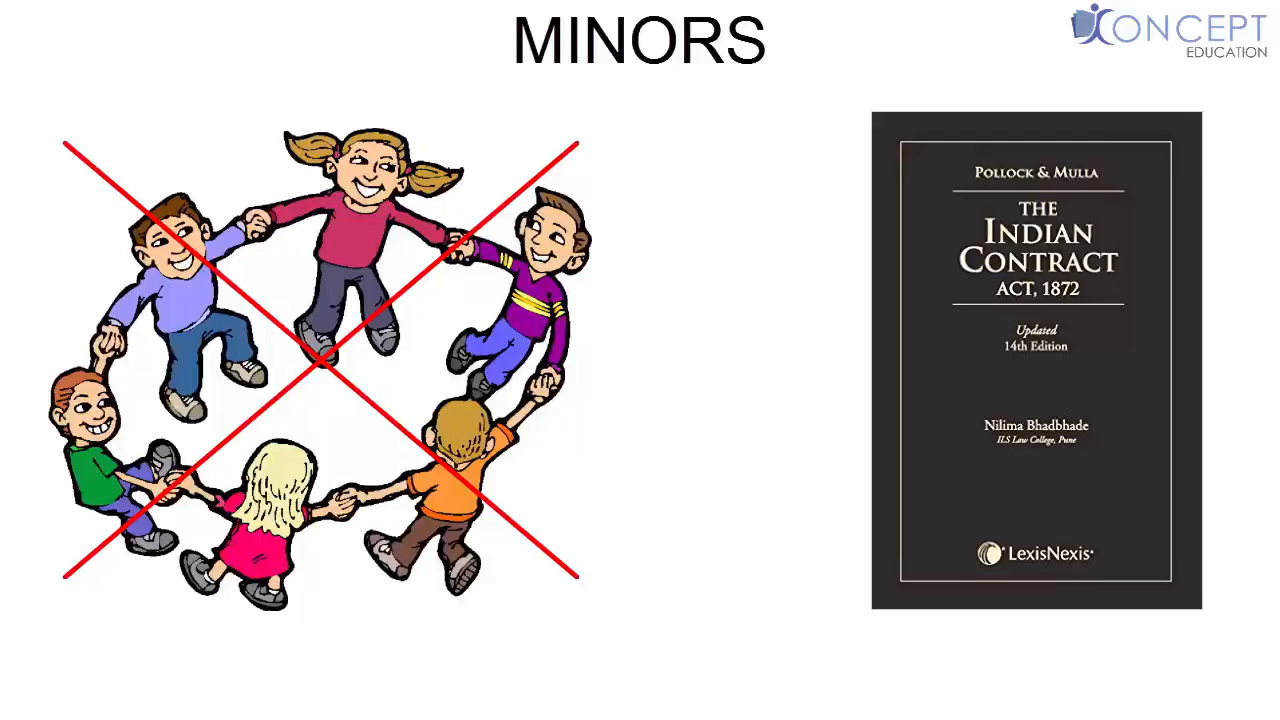 MINORS
CONCEPT
EDUCATION
POLLOCK & MULLA
THE
INDIAN
CONTRACT
ACT, 1872
Updated
14th Edition
Nilima Bhadbhade
ILS Law College, Pune
LexisNexis®